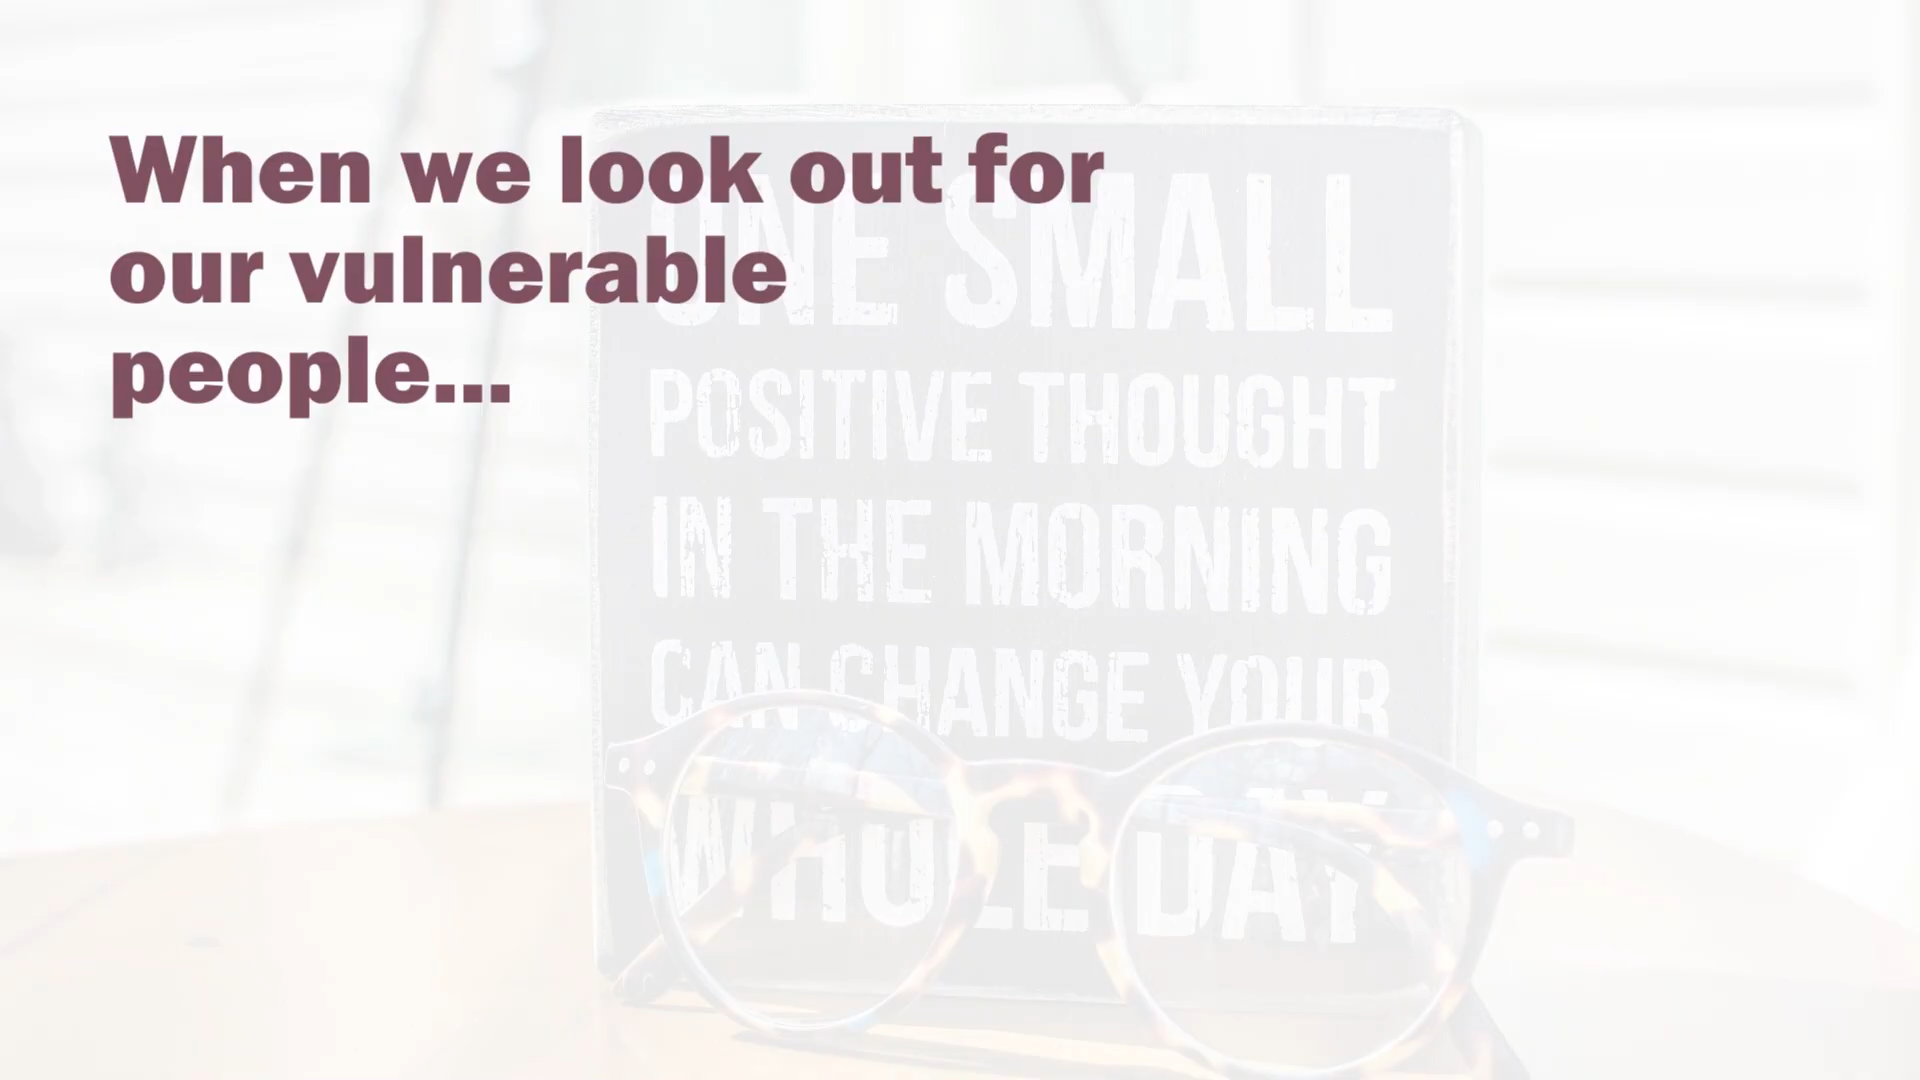 When we look out for
our vulnerable
people...
ONE SMALL
POSITIVE THOUGHT
IN THE MORNING
CAN CHANGE YOUR
WHOLE DAY